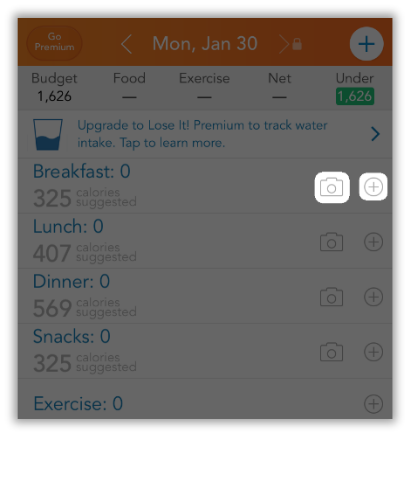 Go
Premium
Mon, Jan 30
Budget Food Exercise Net Under
1,626 — — — 1,626
Upgrade to Lose It! Premium to track water
intake. Tap to learn more.
Breakfast: 0
325 calories suggested
Lunch: 0
407 calories suggested
Dinner: 0
569 calories suggested
Snacks: 0
325 calories suggested
Exercise: 0